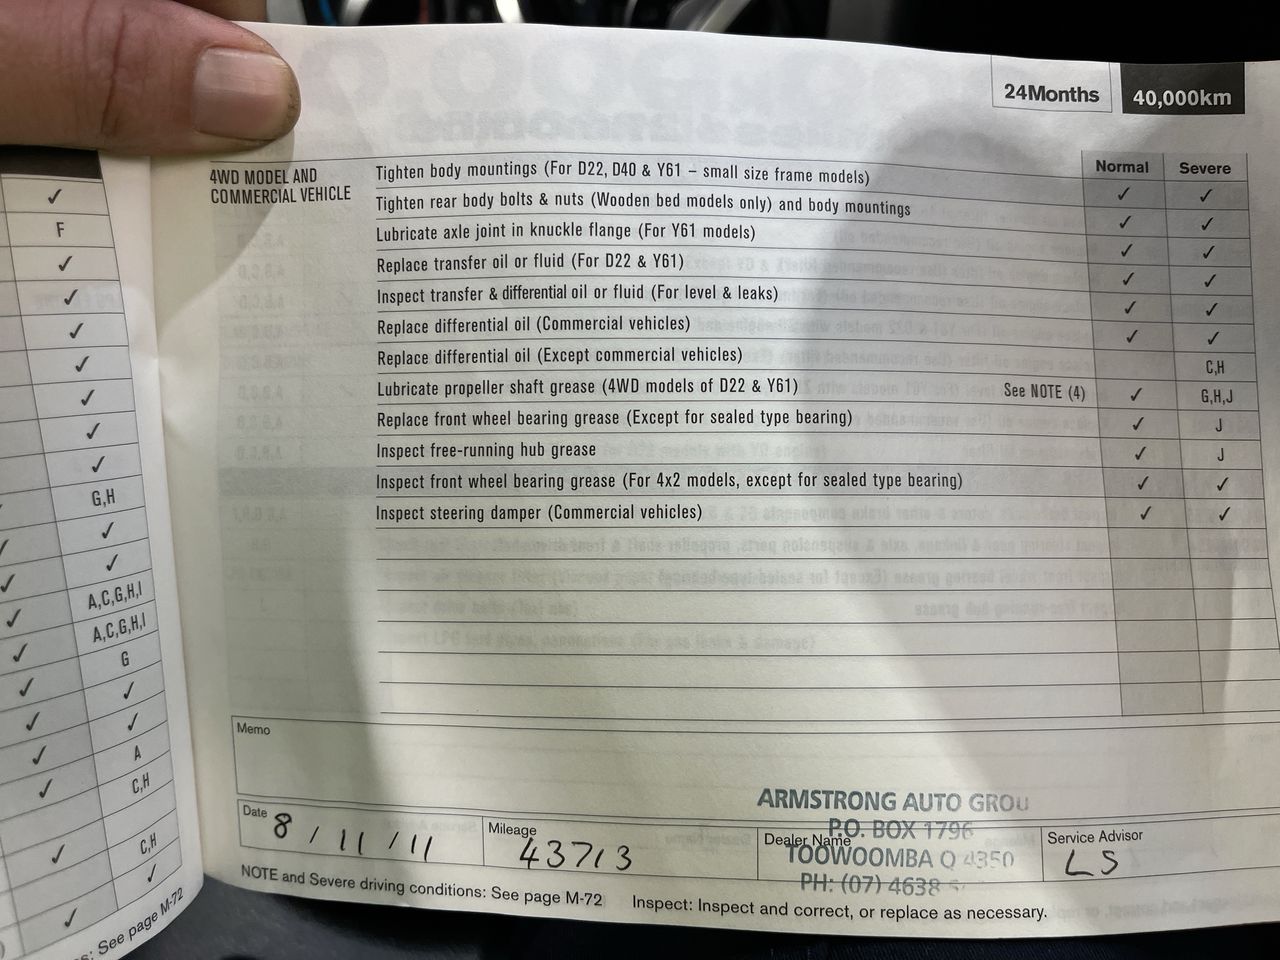 24Months 40,000km
4WD MODEL AND COMMERCIAL VEHICLE Normal Severe
Tighten body mountings (For D22, D40 & Y61 – small size frame models) ✓ ✓
Tighten rear body bolts & nuts (Wooden bed models only) and body mountings ✓ ✓
Lubricate axle joint in knuckle flange (For Y61 models) ✓ ✓
Replace transfer oil or fluid (For D22 & Y61) ✓ ✓
Inspect transfer & differential oil or fluid (For level & leaks) ✓ ✓
Replace differential oil (Commercial vehicles) ✓ ✓
Replace differential oil (Except commercial vehicles) C,H
Lubricate propeller shaft grease (4WD models of D22 & Y61) See NOTE (4) ✓ G,H,J
Replace front wheel bearing grease (Except for sealed type bearing) ✓ J
Inspect free-running hub grease ✓ J
Inspect front wheel bearing grease (For 4x2 models, except for sealed type bearing) ✓ ✓
Inspect steering damper (Commercial vehicles) ✓ ✓
Memo
Date 8 / 11 / 11
Mileage 43713
Dealer Name
ARMSTRONG AUTO GROU
P.O. BOX 1796
TOOWOOMBA Q 4350
PH: (07) 4638
Service Advisor LS
NOTE and Severe driving conditions: See page M-72 Inspect: Inspect and correct, or replace as necessary.
✓
F
✓
✓
✓
✓
✓
✓
✓
G,H
✓
✓ ✓
✓ A,C,G,H,I
✓ A,C,G,H,I
✓ G
✓ ✓
✓ ✓
✓ A
✓ C,H
✓ C,H
✓ ✓
See page M-72